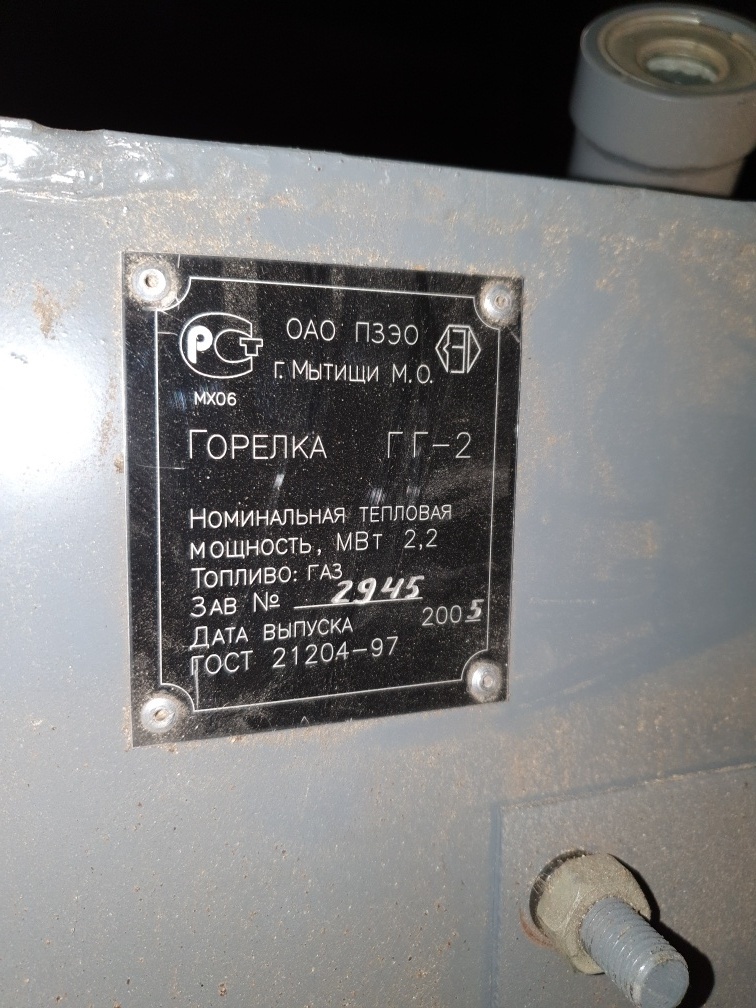 РСТ ОАО ПЗЭО
Г. МЫТИЩИ М.О.
МХ06
ГОРЕЛКА ГГ-2
НОМИНАЛЬНАЯ ТЕПЛОВАЯ
МОЩНОСТЬ, МВТ 2,2
ТОПЛИВО: ГАЗ
ЗАВ № 2945
ДАТА ВЫПУСКА 2005
ГОСТ 21204-97